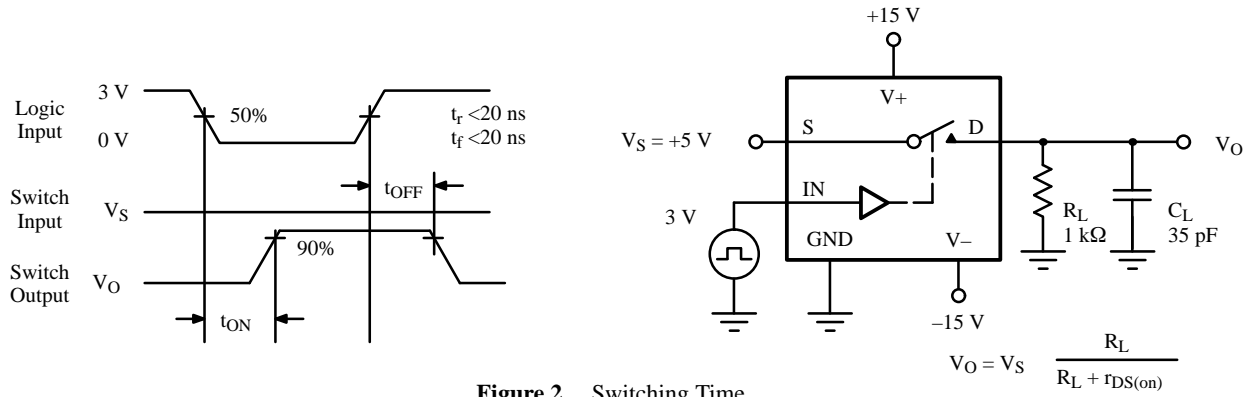 Logic
Input
3 V
0 V
50%
t_r <20 ns
t_f <20 ns
t_OFF
Switch
Input
V_S
90%
Switch
Output
V_O
t_ON
+15 V
V+
S
D
V_S = +5 V
V_O
IN
3 V
GND
V–
R_L
1 kΩ
C_L
35 pF
–15 V
V_O = V_S R_L / R_L + r_DS(on)
Figure 2. Switching Time